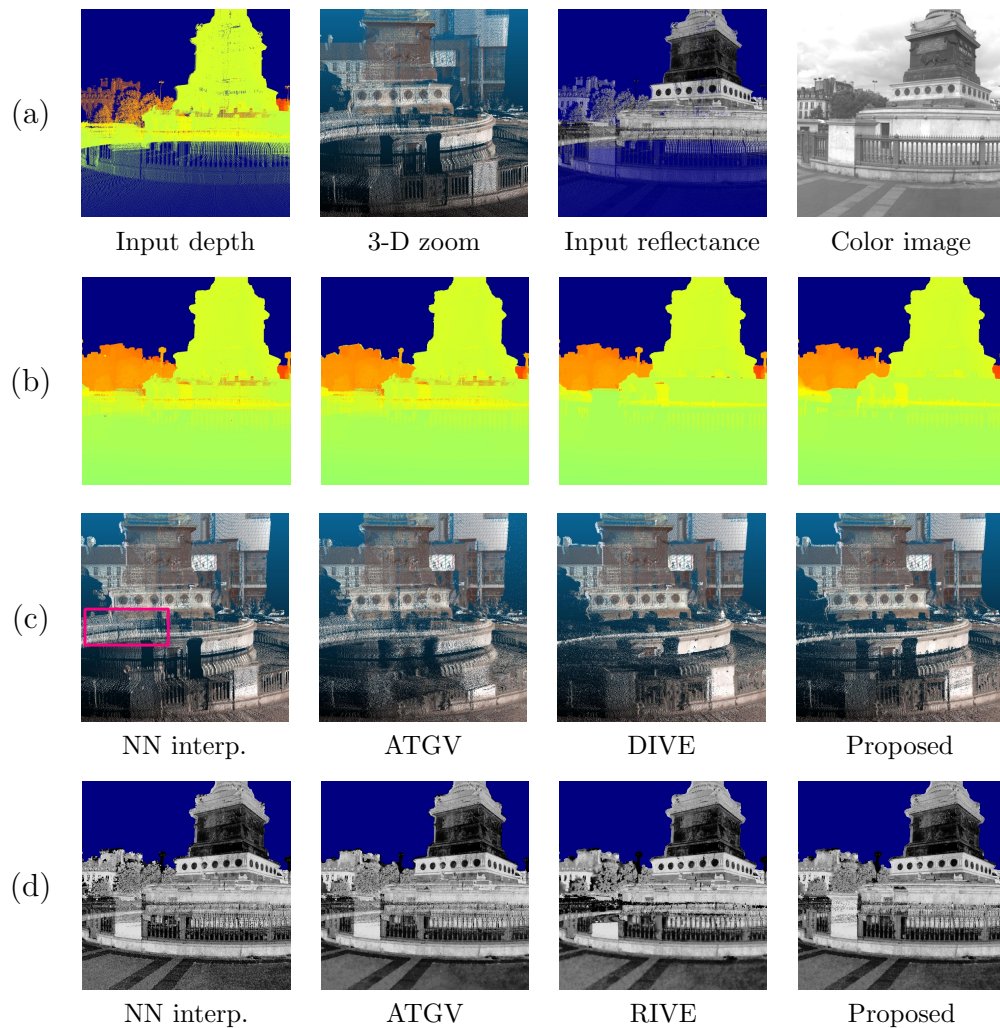 (a)
Input depth 3-D zoom Input reflectance Color image
(b)
(c)
NN interp. ATGV DIVE Proposed
(d)
NN interp. ATGV RIVE Proposed